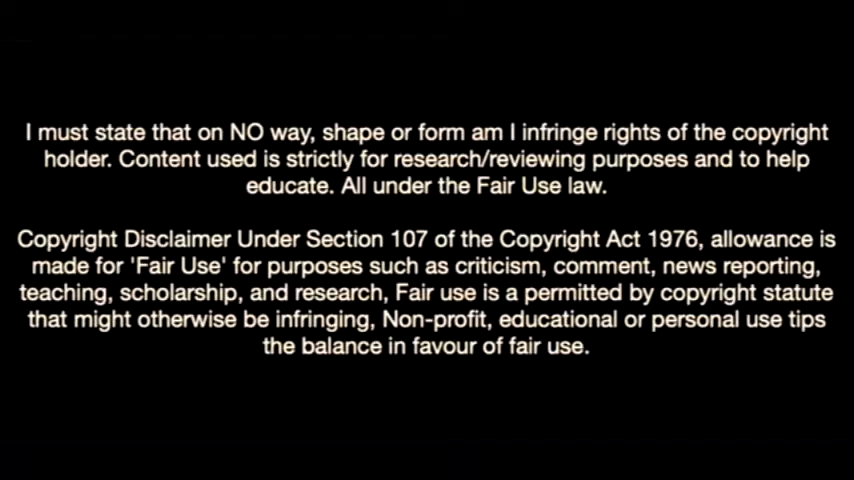 I must state that on NO way, shape or form am I infringe rights of the copyright
holder. Content used is strictly for research/reviewing purposes and to help
educate. All under the Fair Use law.
Copyright Disclaimer Under Section 107 of the Copyright Act 1976, allowance is
made for 'Fair Use' for purposes such as criticism, comment, news reporting,
teaching, scholarship, and research, Fair use is a permitted by copyright statute
that might otherwise be infringing, Non-profit, educational or personal use tips
the balance in favour of fair use.